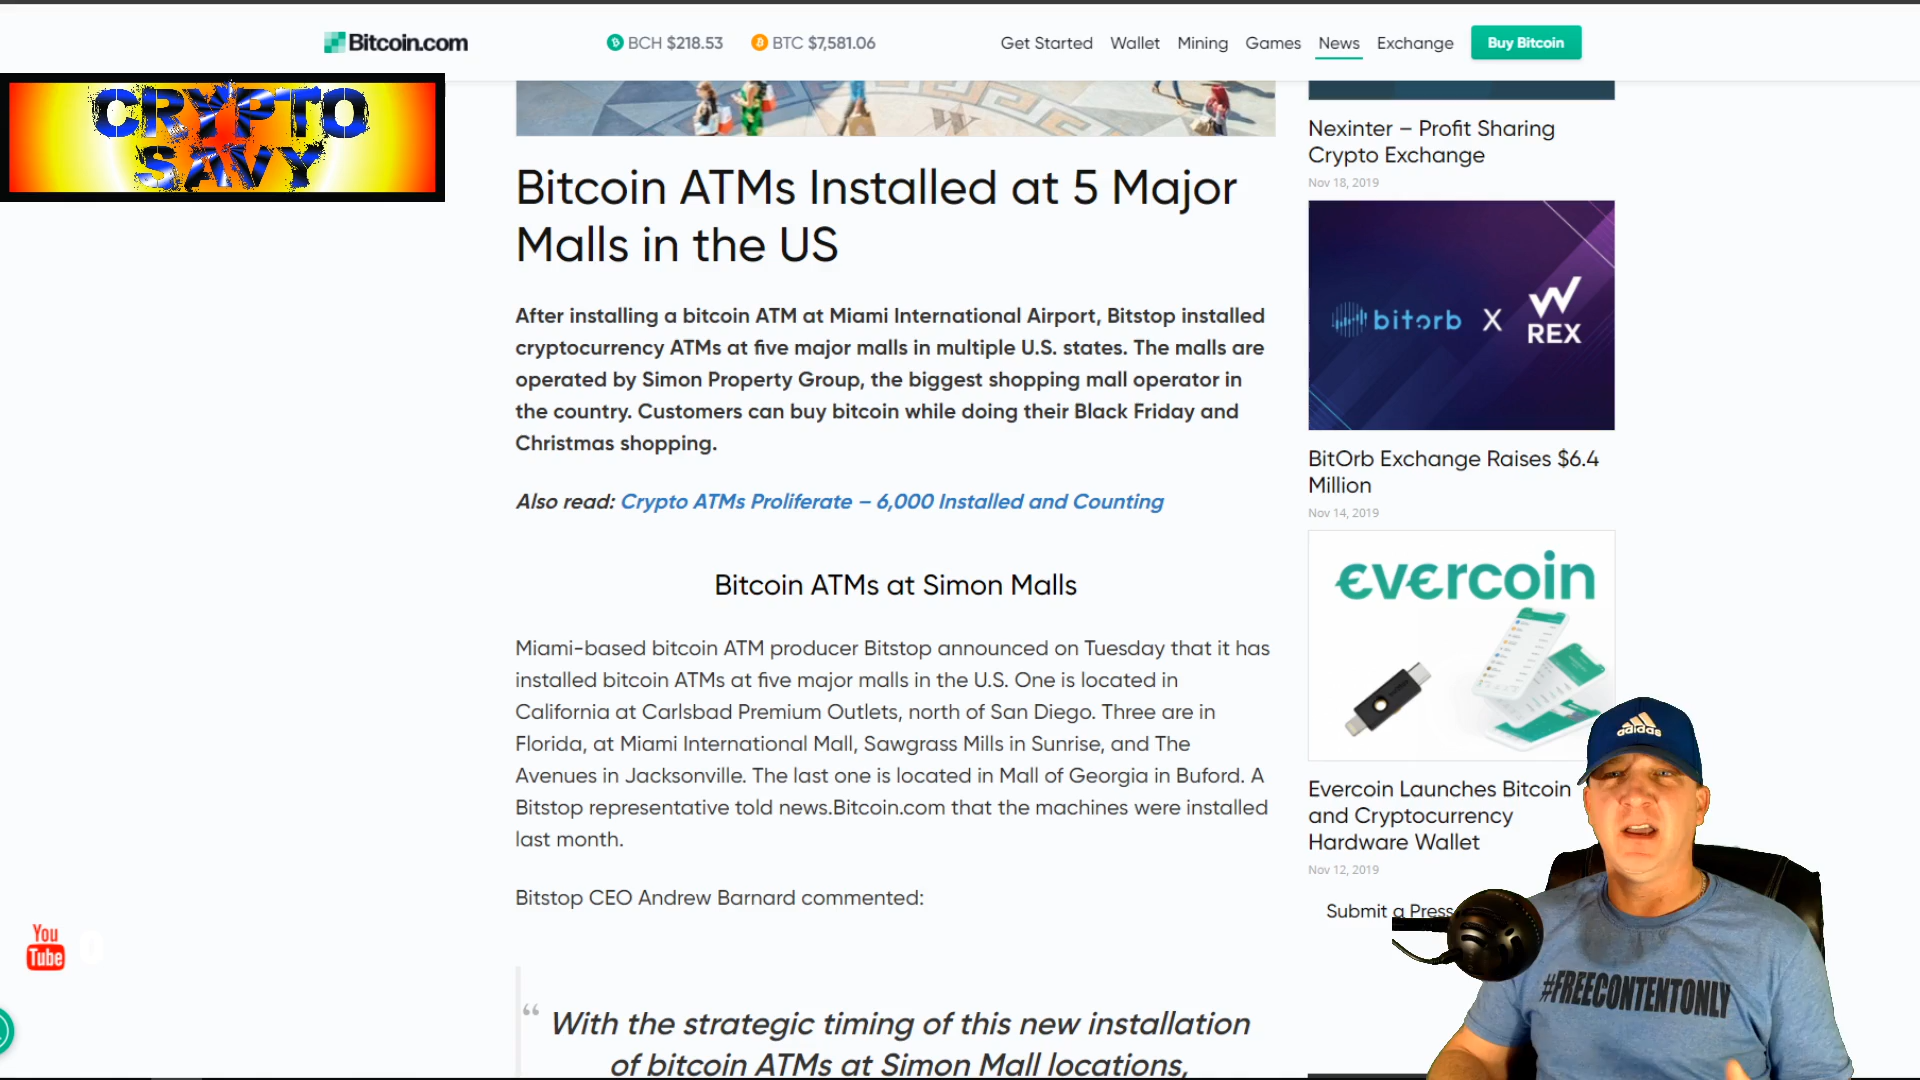 Bitcoin.com
BCH $218.53
BTC $7,581.06
Get Started
Wallet
Mining
Games
News
Exchange
Buy Bitcoin
CRYPTO
SAVY
W
Bitcoin ATMs Installed at 5 Major
Malls in the US
After installing a bitcoin ATM at Miami International Airport, Bitstop installed
cryptocurrency ATMs at five major malls in multiple U.S. states. The malls are
operated by Simon Property Group, the biggest shopping mall operator in
the country. Customers can buy bitcoin while doing their Black Friday and
Christmas shopping.
Also read: Crypto ATMs Proliferate – 6,000 Installed and Counting
Bitcoin ATMs at Simon Malls
Miami-based bitcoin ATM producer Bitstop announced on Tuesday that it has
installed bitcoin ATMs at five major malls in the U.S. One is located in
California at Carlsbad Premium Outlets, north of San Diego. Three are in
Florida, at Miami International Mall, Sawgrass Mills in Sunrise, and The
Avenues in Jacksonville. The last one is located in Mall of Georgia in Buford. A
Bitstop representative told news.Bitcoin.com that the machines were installed
last month.
Bitstop CEO Andrew Barnard commented:
“ With the strategic timing of this new installation
of bitcoin ATMs at Simon Mall locations,
Nexinter – Profit Sharing
Crypto Exchange
Nov 18, 2019
bitorb X W
REX
BitOrb Exchange Raises $6.4
Million
Nov 14, 2019
evercoin
Evercoin Launches Bitcoin
and Cryptocurrency
Hardware Wallet
Nov 12, 2019
Submit a Press
adidas
#FREECONTENTONLY
You
Tube